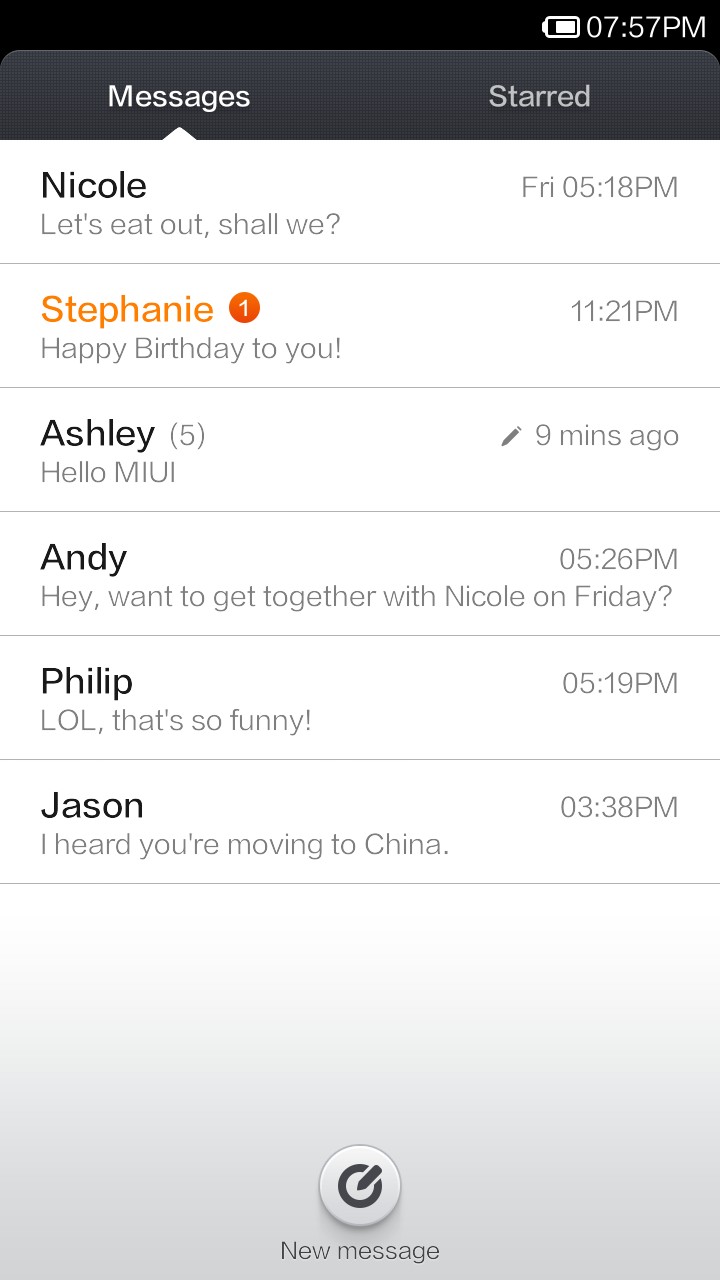 07:57PM
Messages Starred
Nicole Fri 05:18PM
Let's eat out, shall we?
Stephanie 1 11:21PM
Happy Birthday to you!
Ashley (5) 9 mins ago
Hello MIUI
Andy 05:26PM
Hey, want to get together with Nicole on Friday?
Philip 05:19PM
LOL, that's so funny!
Jason 03:38PM
I heard you're moving to China.
New message